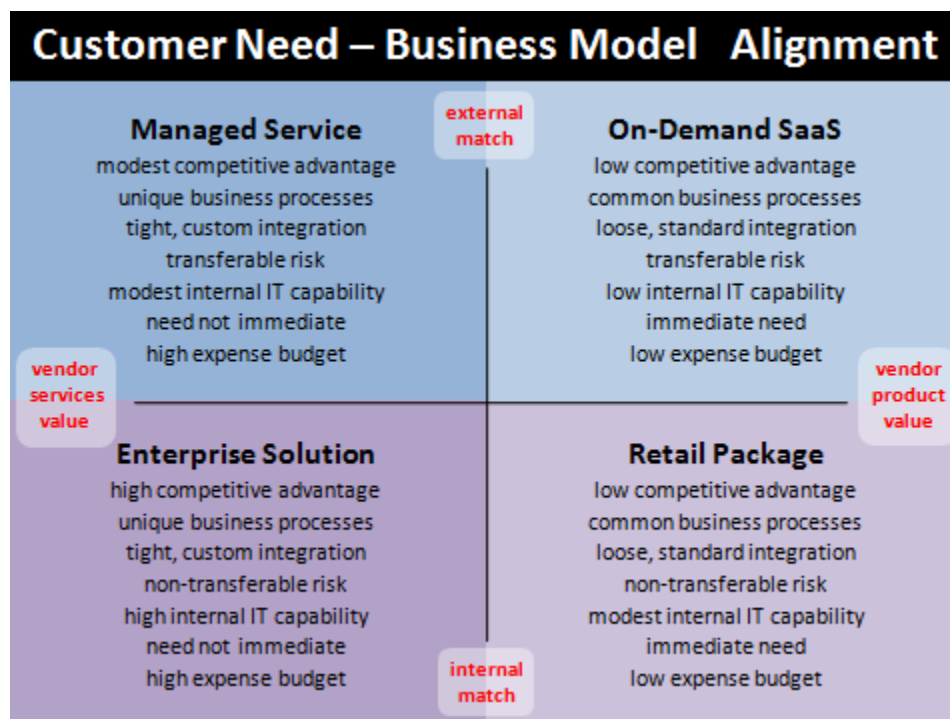 Customer Need – Business Model Alignment
external
match
Managed Service
modest competitive advantage
unique business processes
tight, custom integration
transferable risk
modest internal IT capability
need not immediate
high expense budget
On-Demand SaaS
low competitive advantage
common business processes
loose, standard integration
transferable risk
low internal IT capability
immediate need
low expense budget
vendor
services
value
vendor
product
value
Enterprise Solution
high competitive advantage
unique business processes
tight, custom integration
non-transferable risk
high internal IT capability
need not immediate
high expense budget
Retail Package
low competitive advantage
common business processes
loose, standard integration
non-transferable risk
modest internal IT capability
immediate need
low expense budget
internal
match